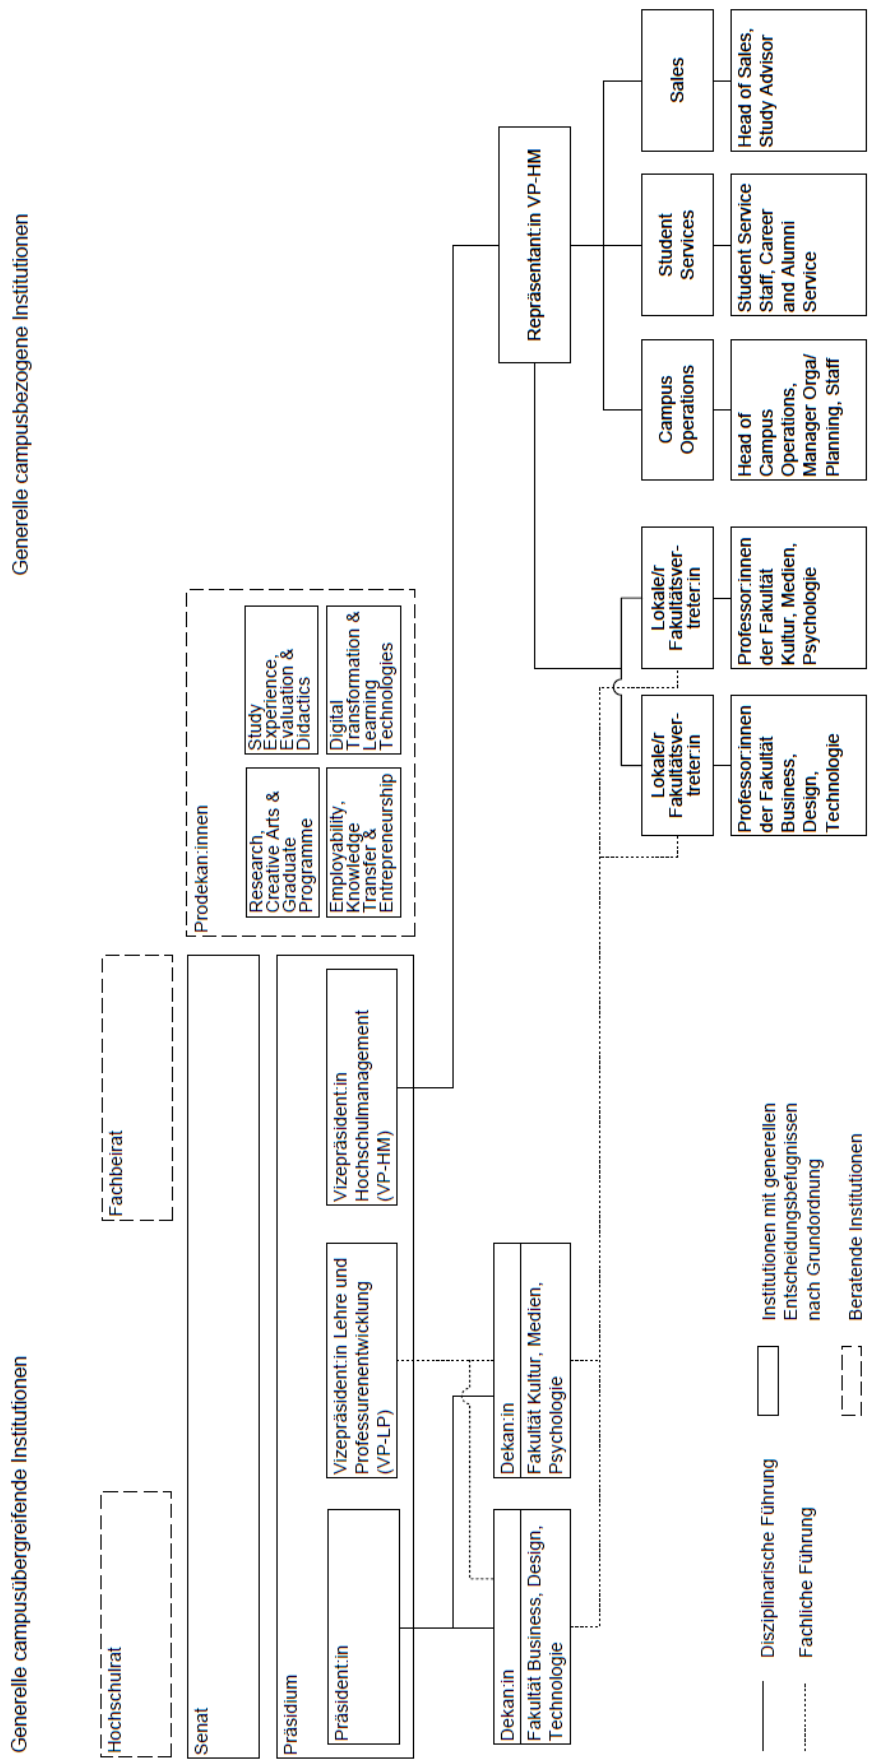 Generelle campusübergreifende Institutionen
Generelle campusbezogene Institutionen
Hochschulrat
Fachbeirat
Senat
Präsidium
Präsident:in
Vizepräsident:in Lehre und
Professurenentwicklung
(VP-LP)
Vizepräsident:in
Hochschulmanagement
(VP-HM)
Prodekan:innen
Research,
Creative Arts &
Graduate
Programme
Study
Experience,
Evaluation &
Didactics
Employability,
Knowledge
Transfer &
Entrepreneurship
Digital
Transformation &
Learning
Technologies
Dekan:in
Fakultät Business, Design,
Technologie
Dekan:in
Fakultät Kultur, Medien,
Psychologie
Repräsentant:in VP-HM
Lokale/r
Fakultätsver-
treter:in
Lokale/r
Fakultätsver-
treter:in
Campus
Operations
Student
Services
Sales
Professor:innen
der Fakultät
Business,
Design,
Technologie
Professor:innen
der Fakultät
Kultur, Medien,
Psychologie
Head of
Campus
Operations,
Manager Orga/
Planning, Staff
Student Service
Staff, Career
and Alumni
Service
Head of Sales,
Study Advisor
Disziplinarische Führung
Fachliche Führung
Institutionen mit generellen
Entscheidungsbefugnissen
nach Grundordnung
Beratende Institutionen